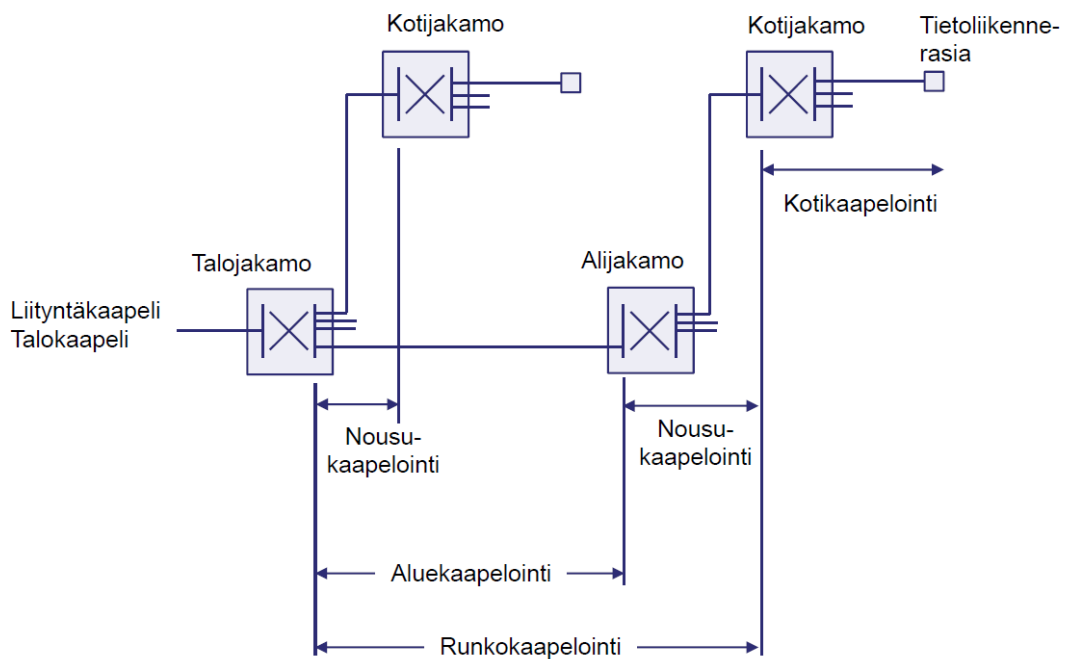 Kotijakamo
Kotijakamo
Tietoliikenne-
rasia
Kotikaapelointi
Talojakamo
Alijakamo
Liityntäkaapeli
Talokaapeli
Nousu-
kaapelointi
Nousu-
kaapelointi
Aluekaapelointi
Runkokaapelointi